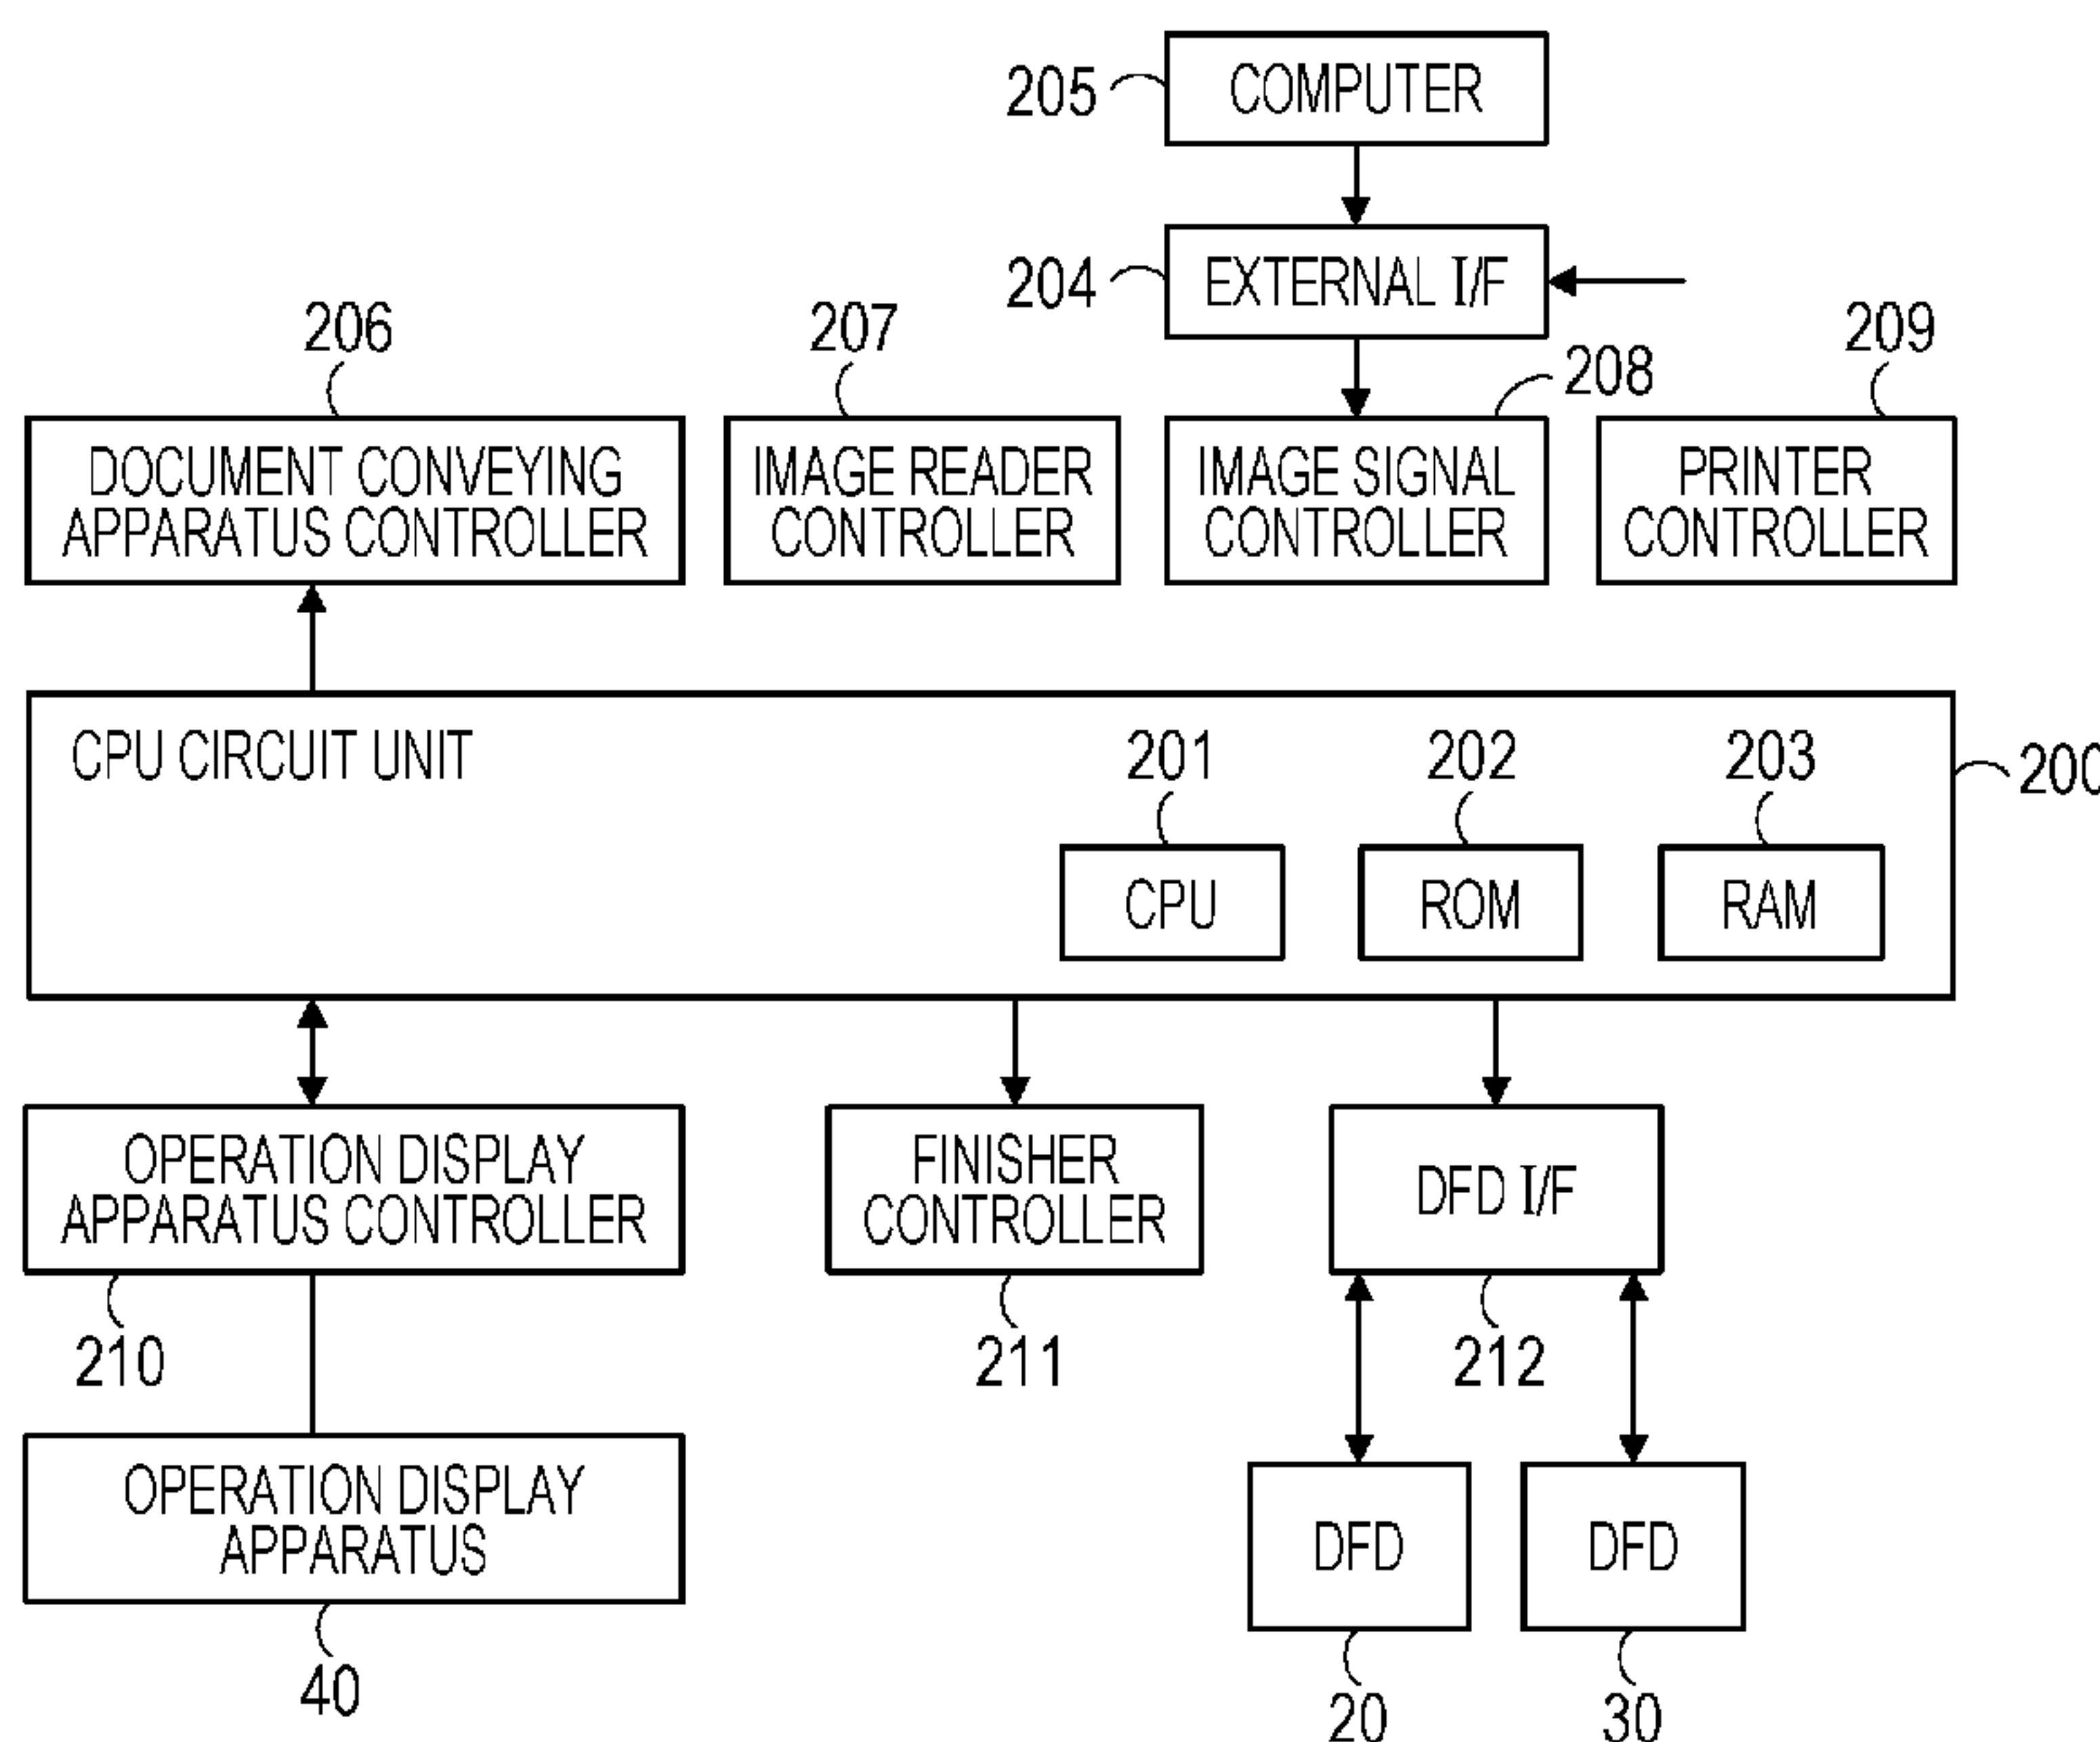 205
COMPUTER
204
EXTERNAL I/F
206
207
208
209
DOCUMENT CONVEYING
APPARATUS CONTROLLER
IMAGE READER
CONTROLLER
IMAGE SIGNAL
CONTROLLER
PRINTER
CONTROLLER
CPU CIRCUIT UNIT
201
202
203
200
CPU
ROM
RAM
OPERATION DISPLAY
APPARATUS CONTROLLER
FINISHER
CONTROLLER
DFD I/F
210
211
212
OPERATION DISPLAY
APPARATUS
DFD
DFD
40
20
30